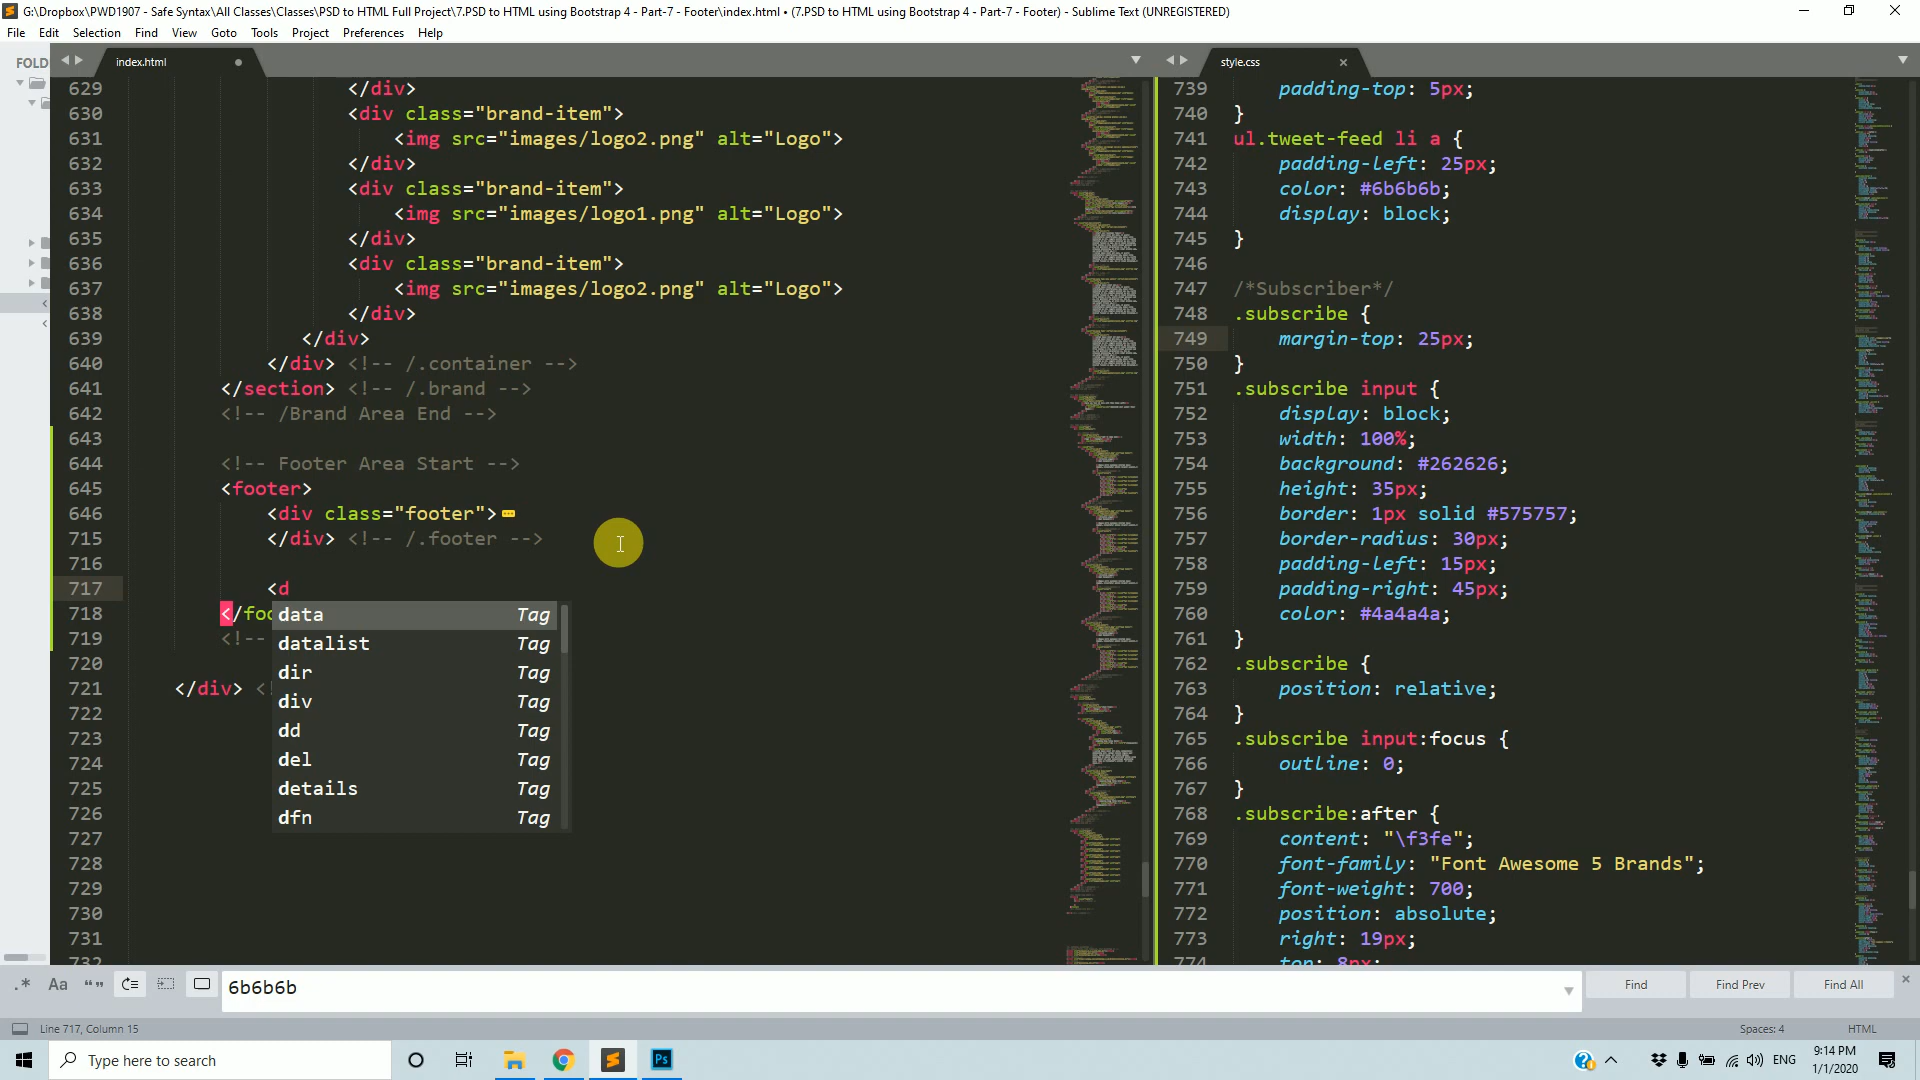 G:\Dropbox\PWD1907 - Safe Syntax\All Classes\Classes\PSD to HTML Full Project\7.PSD to HTML using Bootstrap 4 - Part-7 - Footer\index.html • (7.PSD to HTML using Bootstrap 4 - Part-7 - Footer) - Sublime Text (UNREGISTERED)
File Edit Selection Find View Goto Tools Project Preferences Help
FOLD
index.html
629 </div>
630 <div class="brand-item">
631 <img src="images/logo2.png" alt="Logo">
632 </div>
633 <div class="brand-item">
634 <img src="images/logo1.png" alt="Logo">
635 </div>
636 <div class="brand-item">
637 <img src="images/logo2.png" alt="Logo">
638 </div>
639 </div>
640 </div> <!-- /.container -->
641 </section> <!-- /.brand -->
642 <!-- /Brand Area End -->
643
644 <!-- Footer Area Start -->
645 <footer>
646 <div class="footer">
715 </div> <!-- /.footer -->
716
717 <d
718 </foo
719 <!--
720
721 </div> <!
722
723
724
725
726
727
728
729
730
731
732
data Tag
datalist Tag
dir Tag
div Tag
dd Tag
del Tag
details Tag
dfn Tag
style.css ×
739 padding-top: 5px;
740 }
741 ul.tweet-feed li a {
742 padding-left: 25px;
743 color: #6b6b6b;
744 display: block;
745 }
746
747 /*Subscriber*/
748 .subscribe {
749 margin-top: 25px;
750 }
751 .subscribe input {
752 display: block;
753 width: 100%;
754 background: #262626;
755 height: 35px;
756 border: 1px solid #575757;
757 border-radius: 30px;
758 padding-left: 15px;
759 padding-right: 45px;
760 color: #4a4a4a;
761 }
762 .subscribe {
763 position: relative;
764 }
765 .subscribe input:focus {
766 outline: 0;
767 }
768 .subscribe:after {
769 content: "\f3fe";
770 font-family: "Font Awesome 5 Brands";
771 font-weight: 700;
772 position: absolute;
773 right: 19px;
774 top: 8px;
.* Aa “” 6b6b6b Find Find Prev Find All
Line 717, Column 15 Spaces: 4 HTML
Type here to search Ps ENG 9:14 PM
1/1/2020